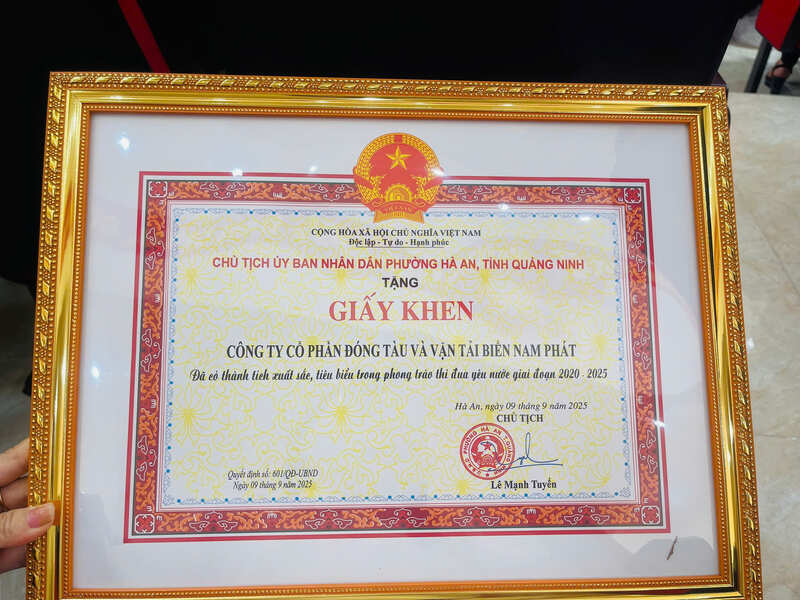 CỘNG HÒA XÃ HỘI CHỦ NGHĨA VIỆT NAM
Độc lập - Tự do - Hạnh phúc
CHỦ TỊCH ỦY BAN NHÂN DÂN PHƯỜNG HÀ AN, TỈNH QUẢNG NINH
TẶNG
GIẤY KHEN
CÔNG TY CỔ PHẦN ĐÓNG TÀU VÀ VẬN TẢI BIỂN NAM PHÁT
Đã có thành tích xuất sắc, tiêu biểu trong phong trào thi đua yêu nước giai đoạn 2020 - 2025
Hà An, ngày 09 tháng 9 năm 2025
CHỦ TỊCH
Lê Mạnh Tuyến
Quyết định số: 601/QĐ-UBND
Ngày 09 tháng 9 năm 2025